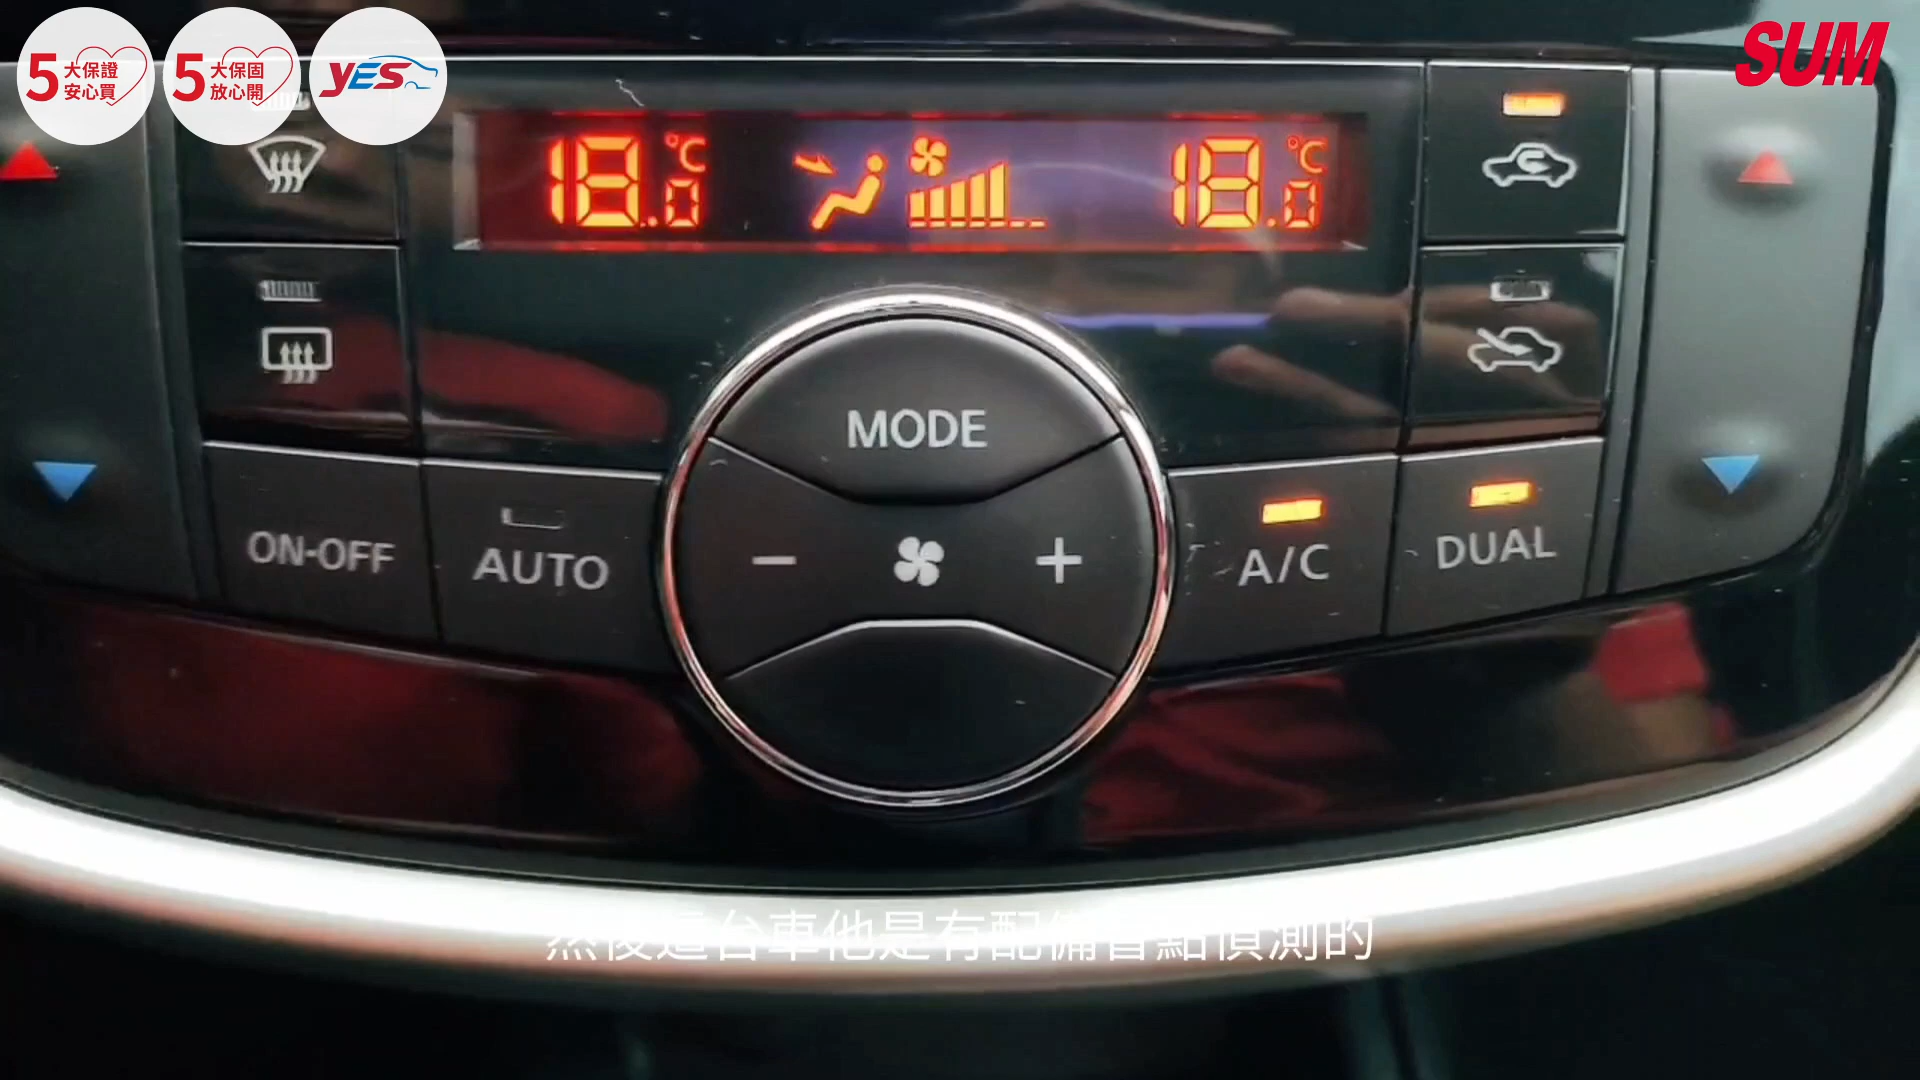 5大保證
安心買
5大保固
放心開
YES
SUM
18.0°C
18.0°C
MODE
ON-OFF
AUTO
A/C
DUAL
然後這台車他是有配備盲點偵測的